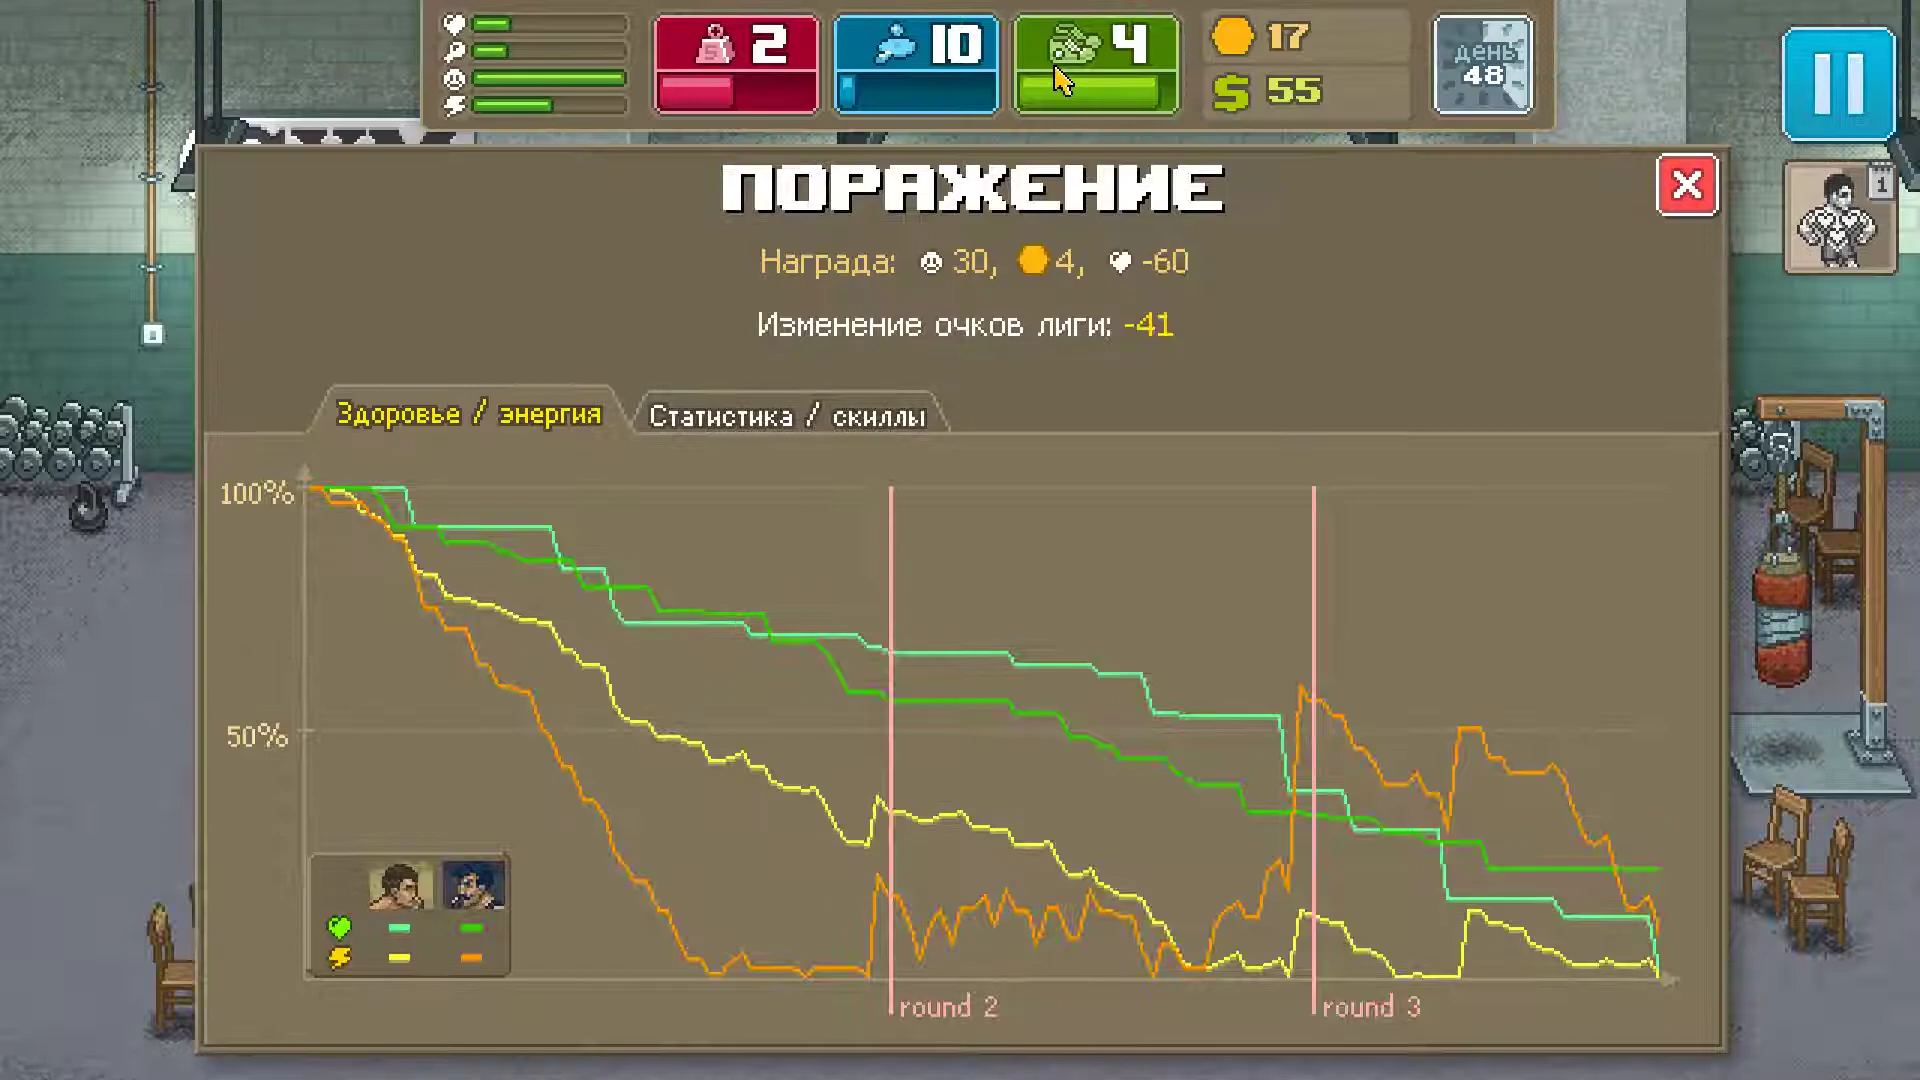 2
10
4
17
55
день
48
1
ПОРАЖЕНИЕ
Награда: 30, 4, -60
Изменение очков лиги: -41
Здоровье / энергия
Статистика / скиллы
100%
50%
round 2
round 3